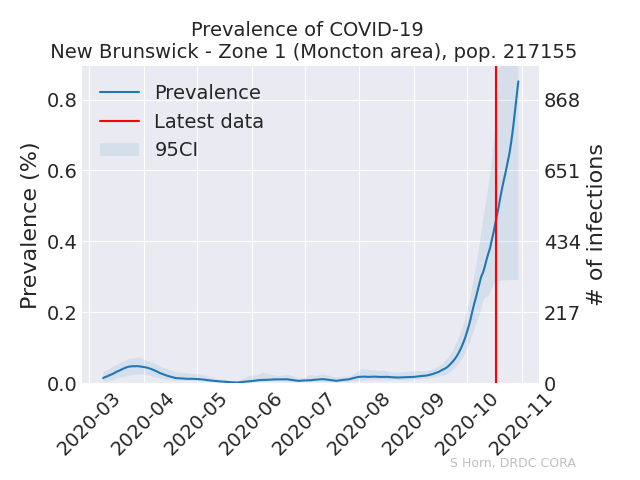 Prevalence of COVID-19
New Brunswick - Zone 1 (Moncton area), pop. 217155
Prevalence
Latest data
95CI
Prevalence (%)
0.8
0.6
0.4
0.2
0.0
868
651
434
217
0
# of infections
2020-03
2020-04
2020-05
2020-06
2020-07
2020-08
2020-09
2020-10
2020-11
S Horn, DRDC CORA